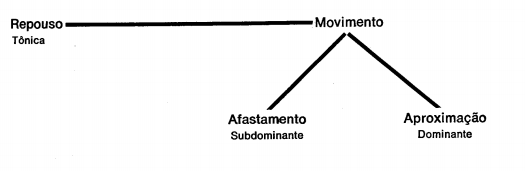 Repouso
Tônica
Movimento
Afastamento
Subdominante
Aproximação
Dominante